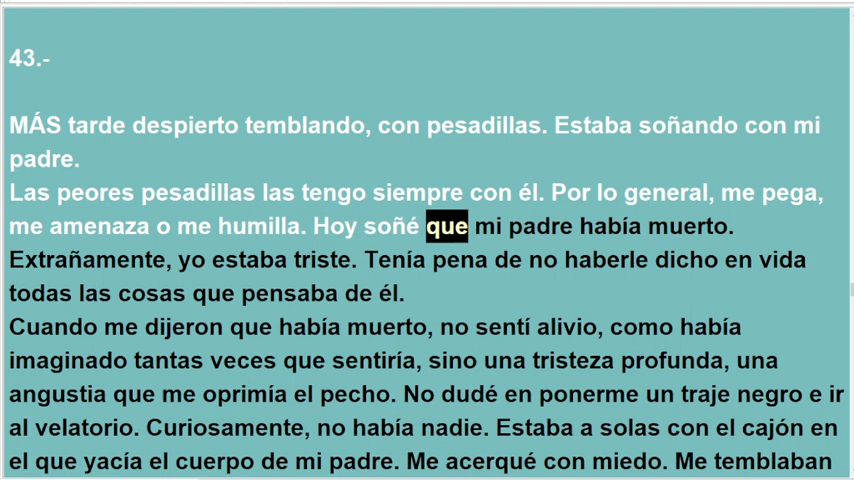 43.-
MÁS tarde despierto temblando, con pesadillas. Estaba soñando con mi
padre.
Las peores pesadillas las tengo siempre con él. Por lo general, me pega,
me amenaza o me humilla. Hoy soñé que mi padre había muerto.
Extrañamente, yo estaba triste. Tenía pena de no haberle dicho en vida
todas las cosas que pensaba de él.
Cuando me dijeron que había muerto, no sentí alivio, como había
imaginado tantas veces que sentiría, sino una tristeza profunda, una
angustia que me oprimía el pecho. No dudé en ponerme un traje negro e ir
al velatorio. Curiosamente, no había nadie. Estaba a solas con el cajón en
el que yacía el cuerpo de mi padre. Me acerqué con miedo. Me temblaban